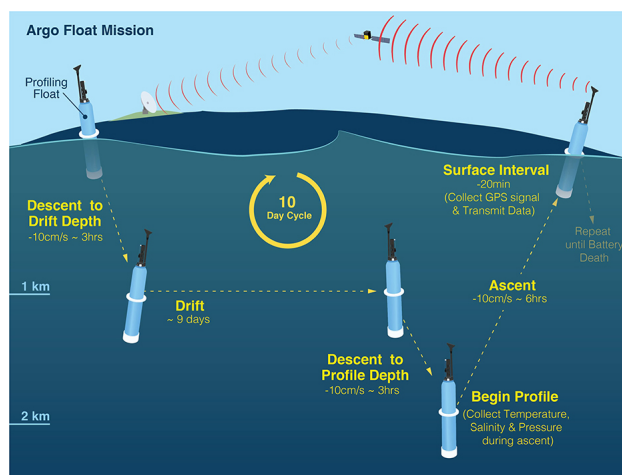 Argo Float Mission
Profiling
Float
Descent to
Drift Depth
-10cm/s ~ 3hrs
10
Day Cycle
Surface Interval
-20min
(Collect GPS signal
& Transmit Data)
Repeat
until Battery
Death
1 km
Drift
~ 9 days
Ascent
-10cm/s ~ 6hrs
Descent to
Profile Depth
-10cm/s ~ 3hrs
Begin Profile
(Collect Temperature,
Salinity & Pressure
during ascent)
2 km